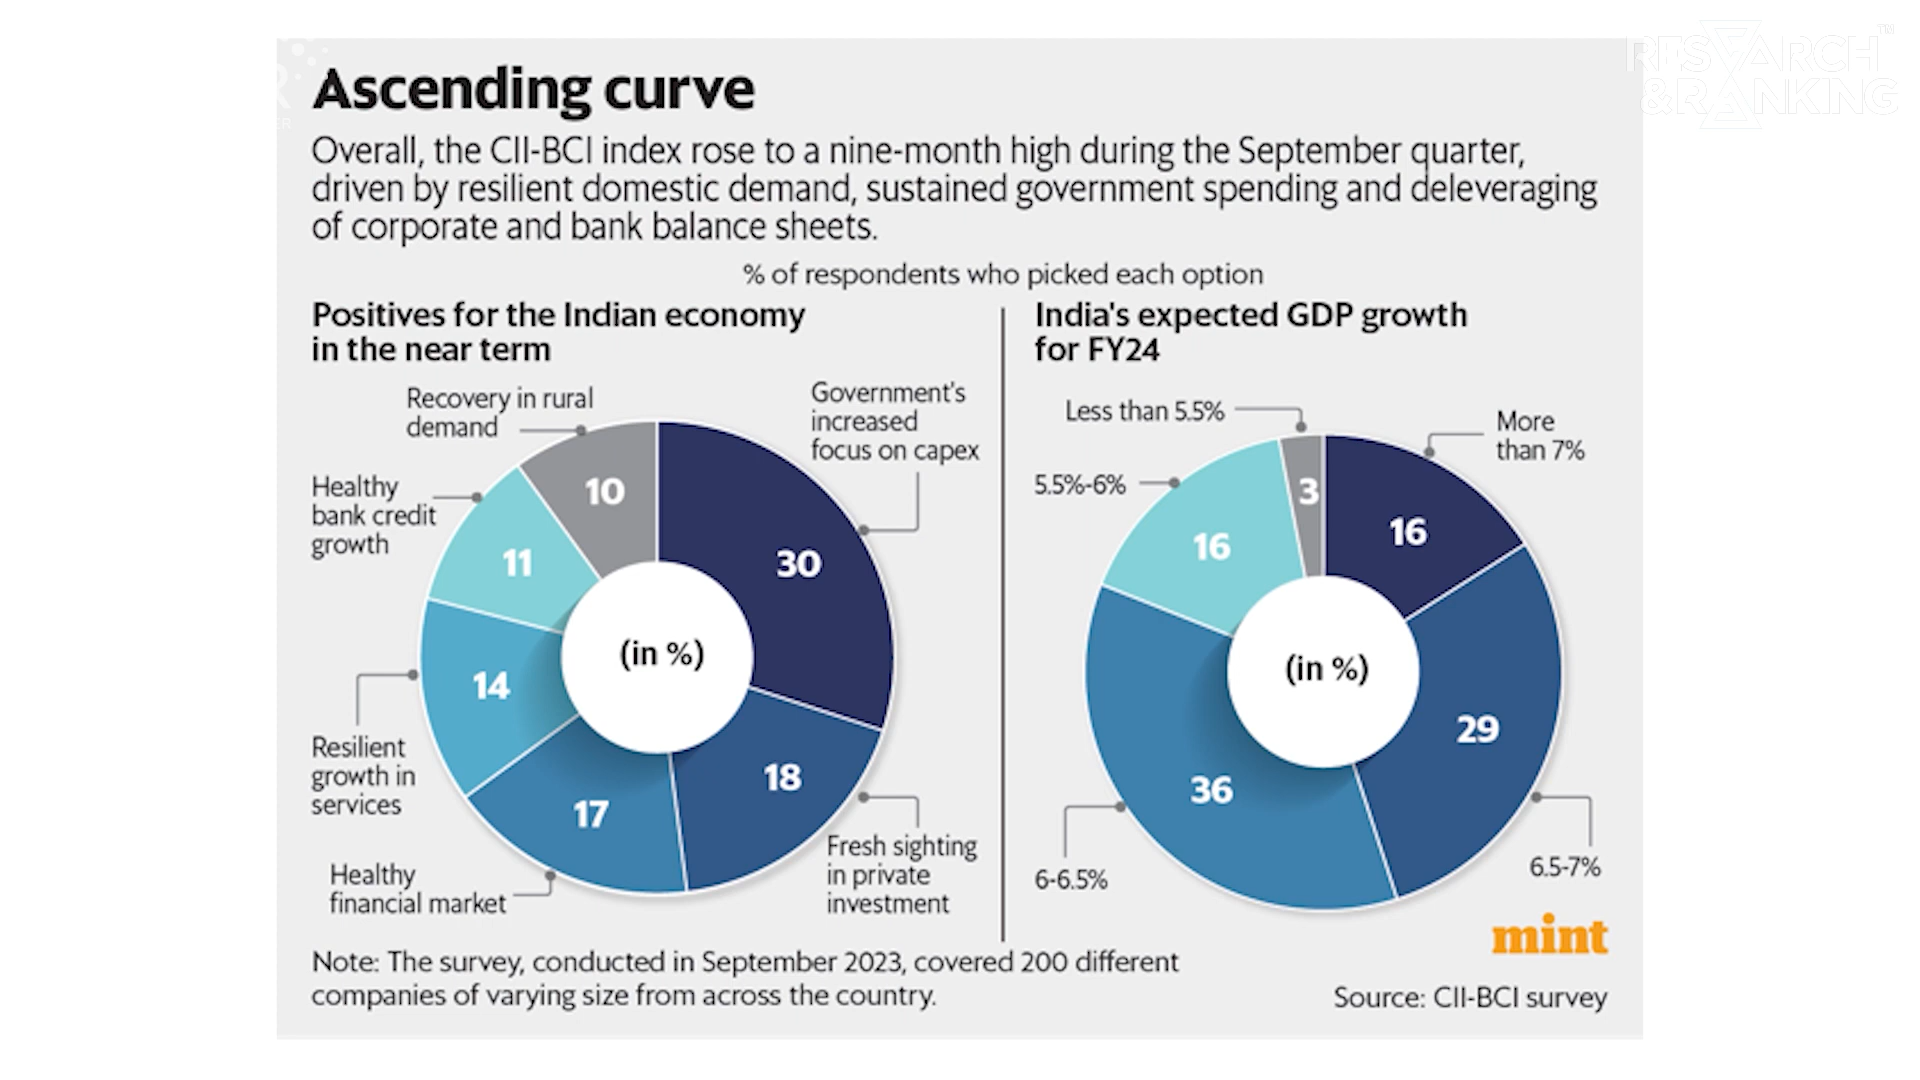 RESEARCH
&RANKING
TM
R
ER
Ascending curve
Overall, the CII-BCI index rose to a nine-month high during the September quarter,
driven by resilient domestic demand, sustained government spending and deleveraging
of corporate and bank balance sheets.
% of respondents who picked each option
Positives for the Indian economy
in the near term
Recovery in rural
demand
Government's
increased
focus on capex
Healthy
bank credit
growth
10
30
11
(in %)
14
18
17
Resilient
growth in
services
Healthy
financial market
Fresh sighting
in private
investment
India's expected GDP growth
for FY24
Less than 5.5%
More
than 7%
5.5%-6%
3
16
16
(in %)
29
36
6-6.5%
6.5-7%
mint
Note: The survey, conducted in September 2023, covered 200 different
companies of varying size from across the country.
Source: CII-BCI survey